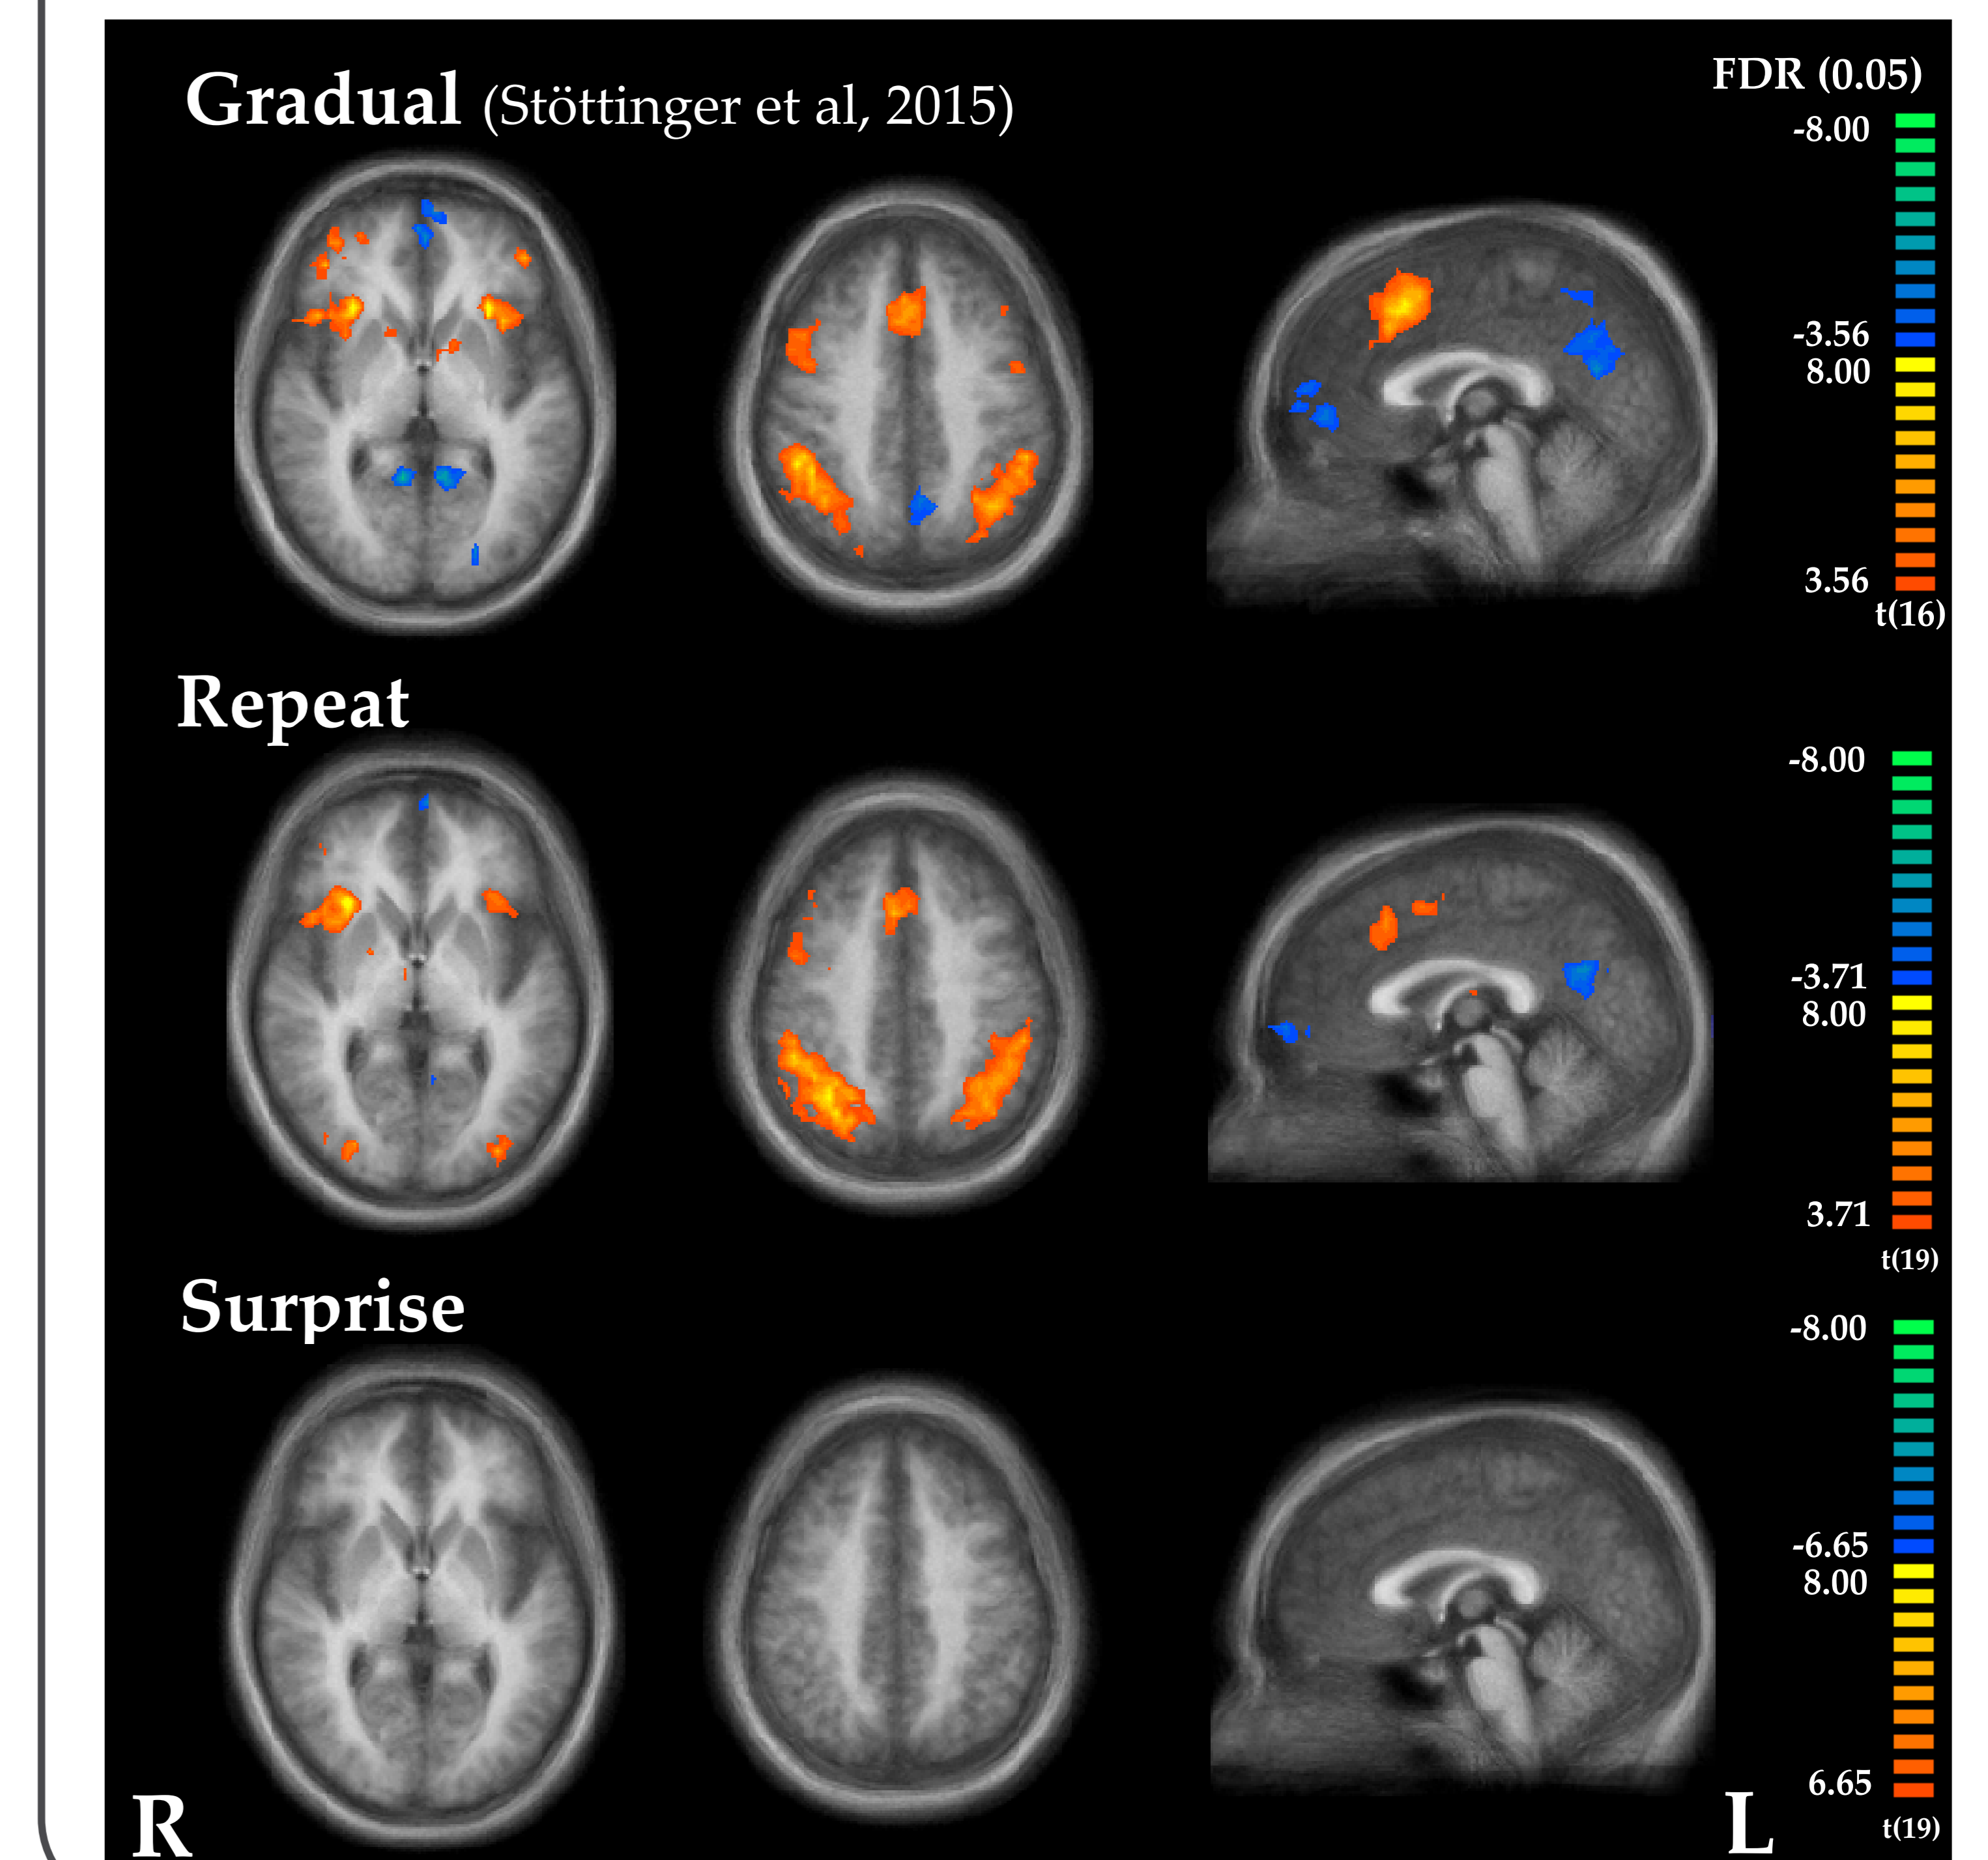 Gradual (Stöttinger et al, 2015)
FDR (0.05)
-8.00
-3.56
8.00
3.56
t(16)
Repeat
-8.00
-3.71
8.00
3.71
t(19)
Surprise
-8.00
-6.65
8.00
6.65
t(19)
R
L